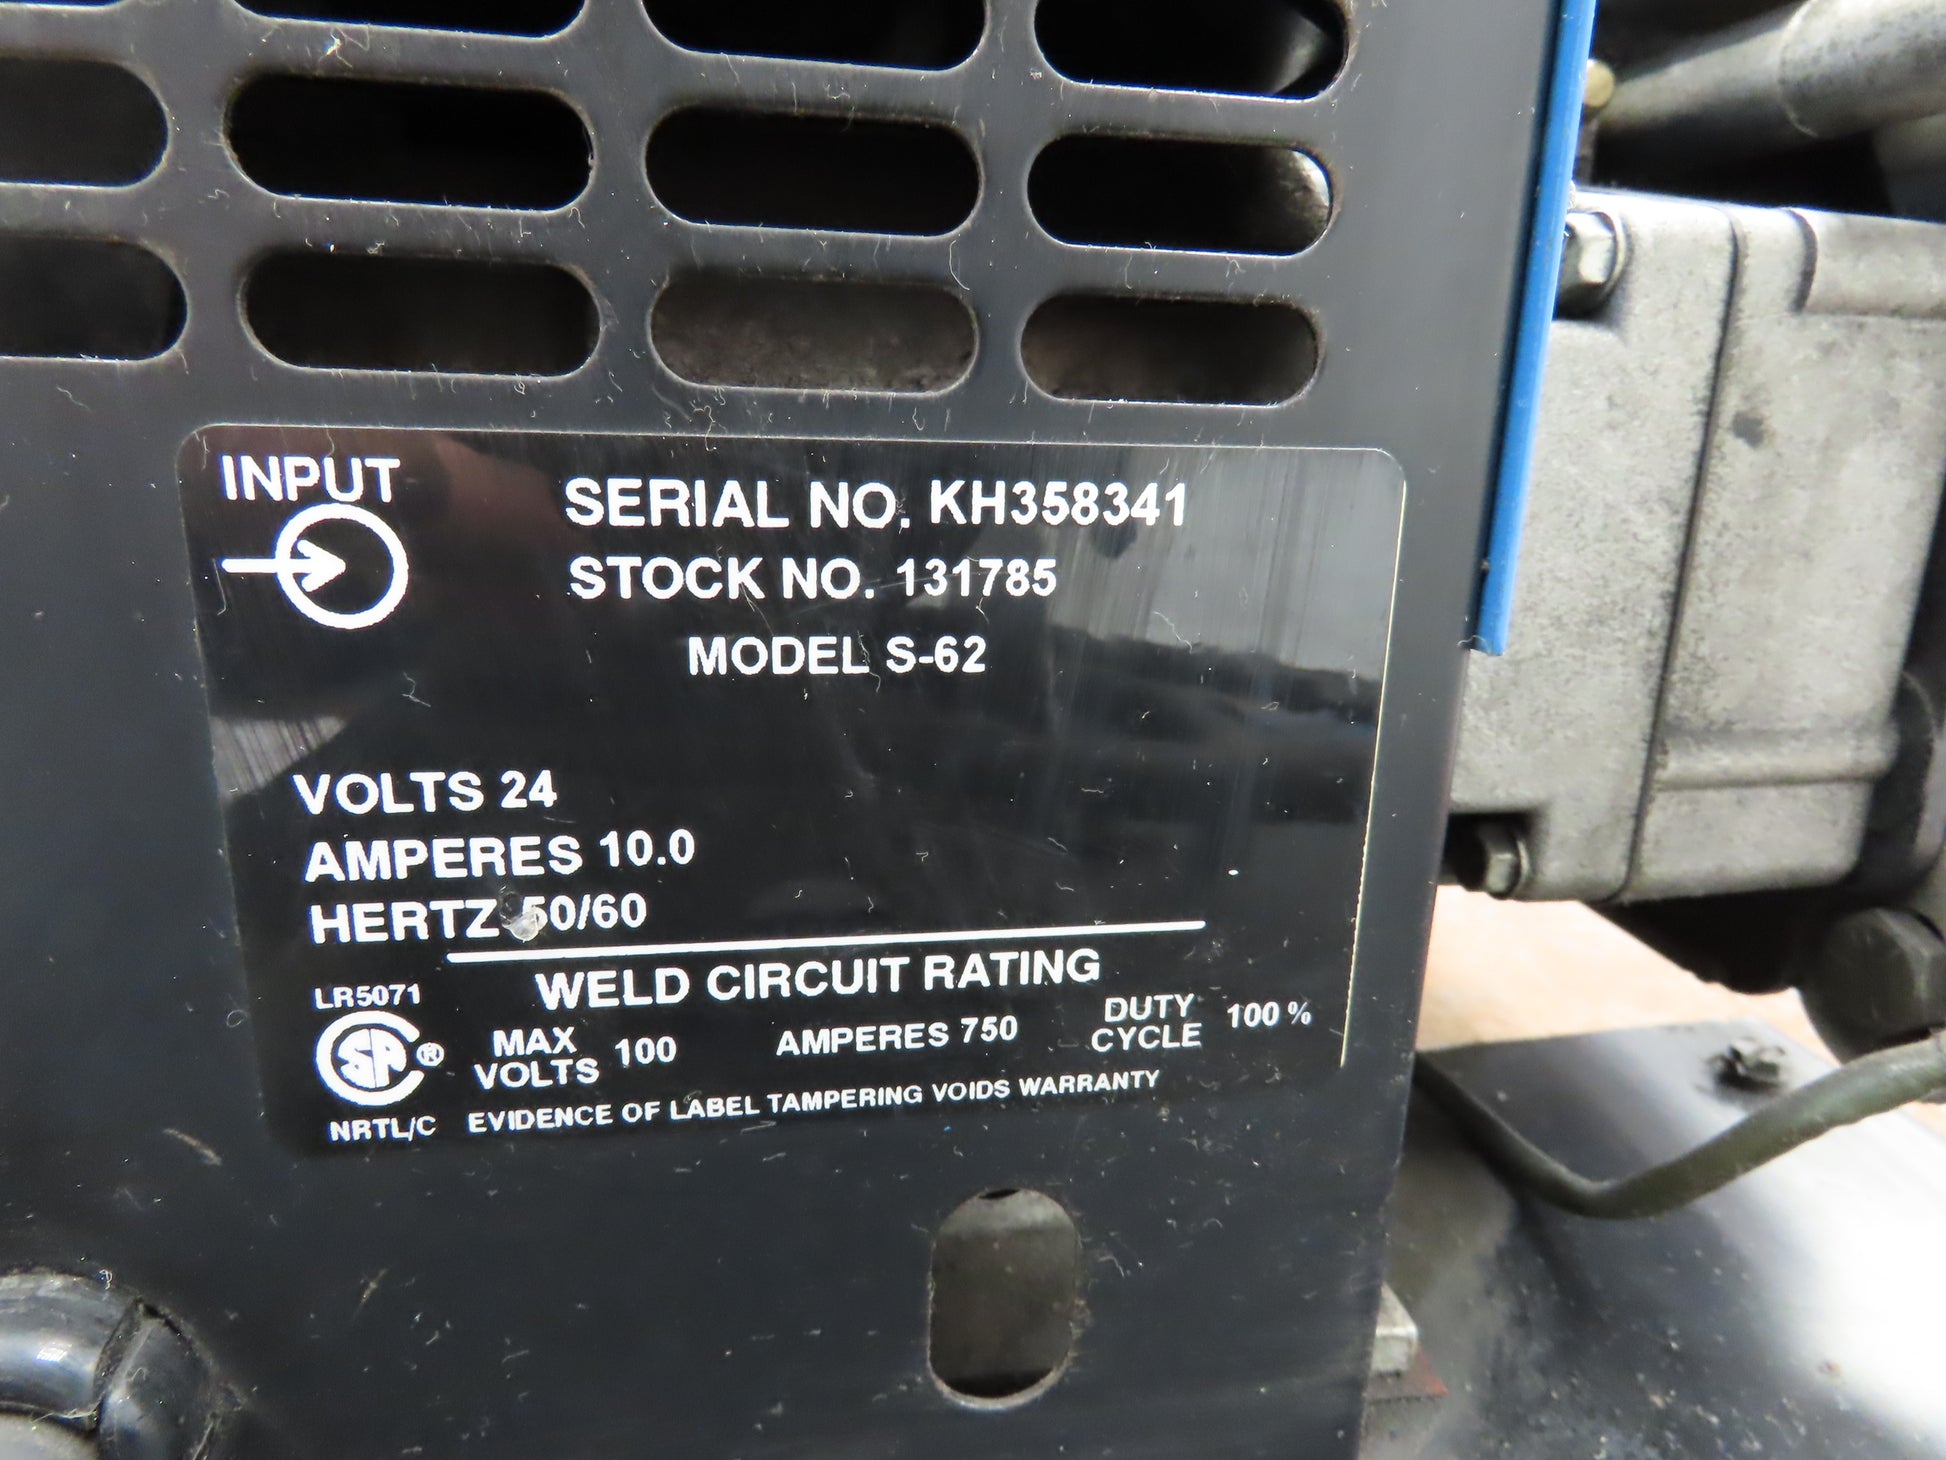 INPUT
SERIAL NO. KH358341
STOCK NO. 131785
MODEL S-62
VOLTS 24
AMPERES 10.0
HERTZ 50/60
WELD CIRCUIT RATING
LR5071
SA ®
NRTL/C
MAX VOLTS 100 AMPERES 750 DUTY CYCLE 100 %
EVIDENCE OF LABEL TAMPERING VOIDS WARRANTY